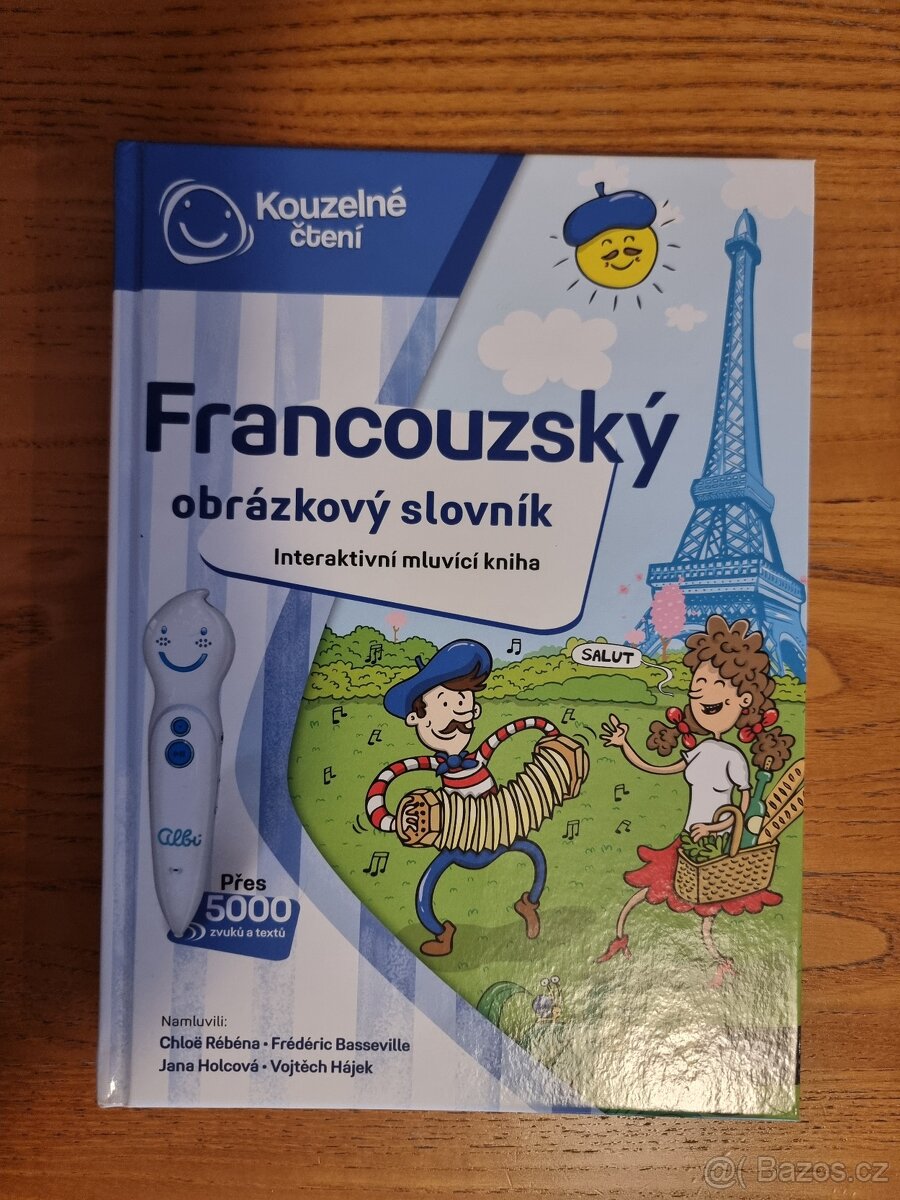 Kouzelné
čtení
Francouzský
obrázkový slovník
Interaktivní mluvící kniha
SALUT
albi
Přes
5000
zvuků a textů
Namluvili:
Chloë Rébéna • Frédéric Basseville
Jana Holcová • Vojtěch Hájek
Bazos.cz